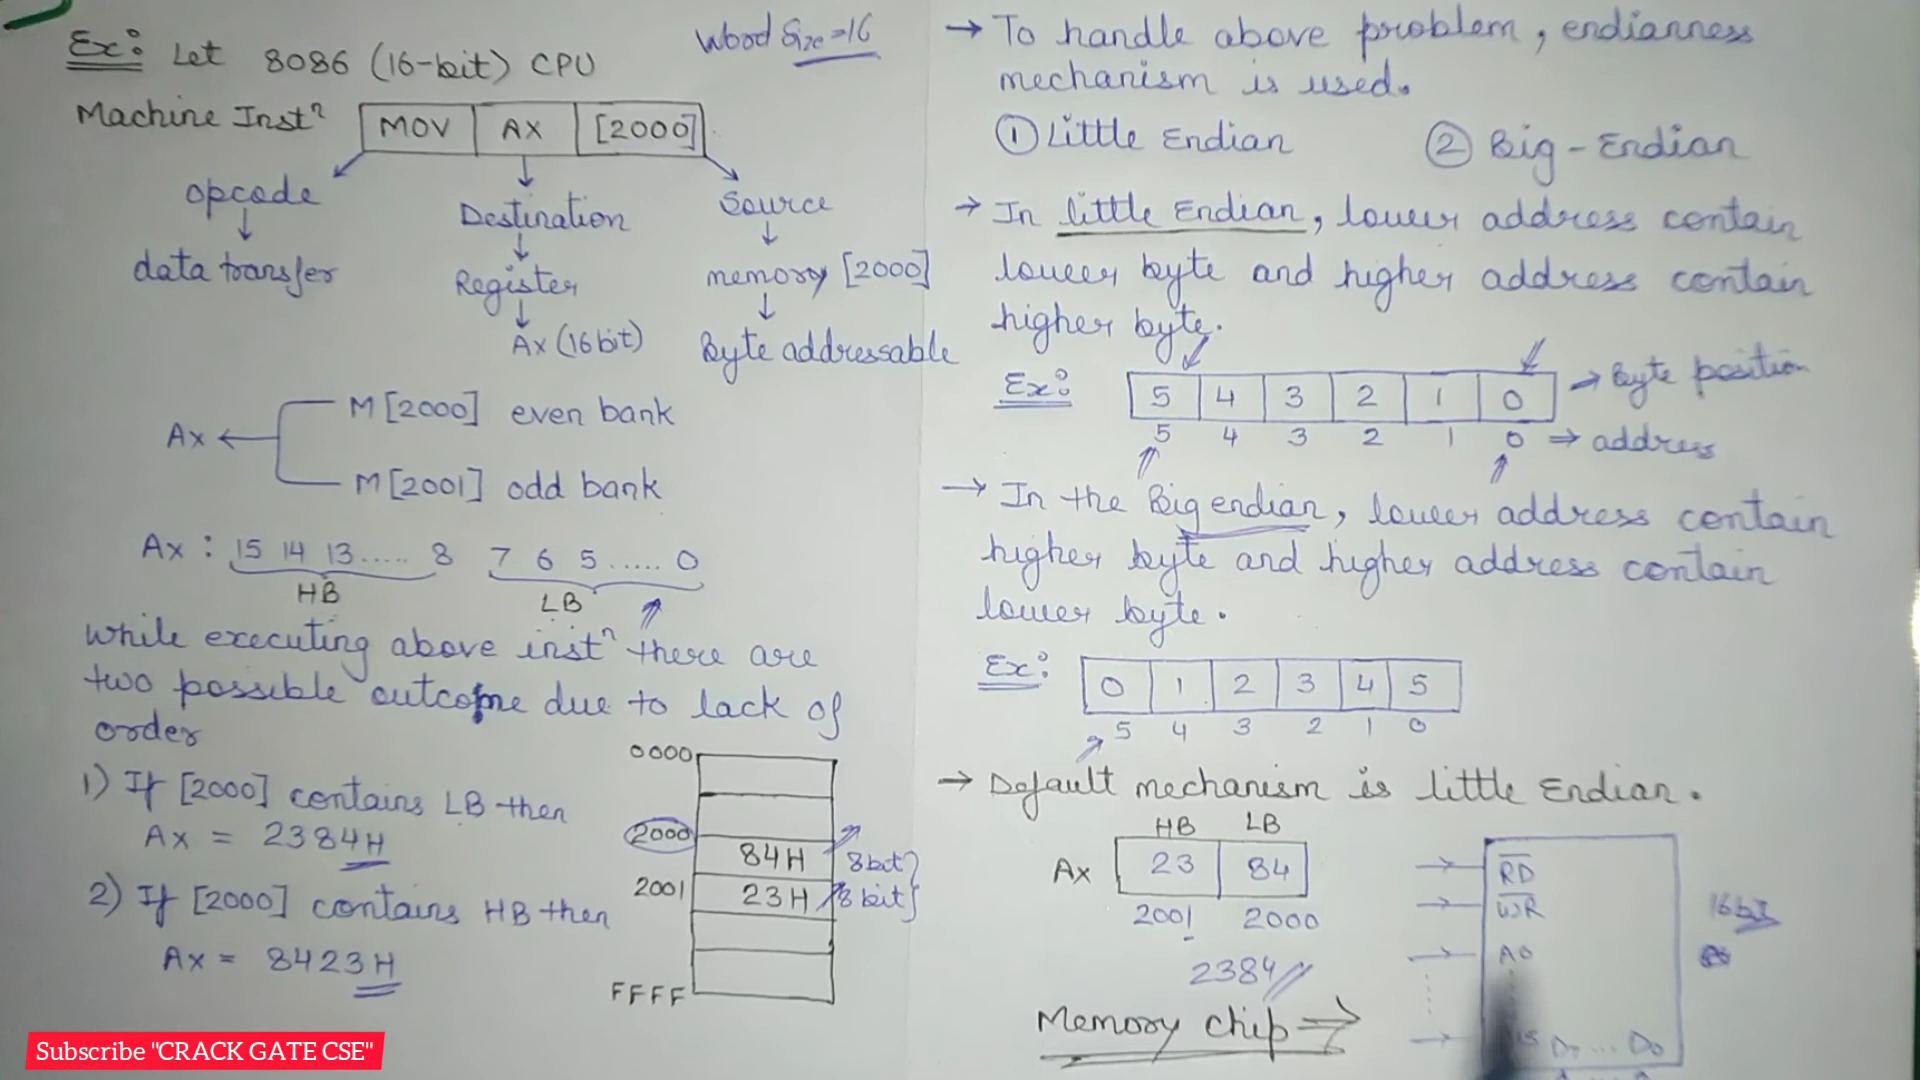 Ex: Let 8086 (16-bit) CPU
Word Size=16
Machine Instⁿ MOV AX [2000]
opcode Destination Source
data transfer Register memory [2000]
AX (16 bit) Byte addressable
AX ← M[2000] even bank
M[2001] odd bank
AX : 15 14 13..... 8 7 6 5...... 0
HB LB
While executing above instⁿ there are
two possible outcome due to lack of
order
1) If [2000] contains LB then
AX = 2384H
2) If [2000] contains HB then
AX = 8423H
0000
2000 84H 8bit
2001 23H 8bit
FFFF
→ To handle above problem, endianness
mechanism is used.
① Little Endian ② Big-Endian
→ In little Endian, lower address contain
lower byte and higher address contain
higher byte.
Ex: 5 4 3 2 1 0 → Byte position
5 4 3 2 1 0 ⇒ address
→ In the Big endian, lower address contain
higher byte and higher address contain
lower byte.
Ex: 0 1 2 3 4 5
5 4 3 2 1 0
→ Default mechanism is little Endian.
HB LB
AX 23 84
2001 2000
2384
Memory chip →
RD
WR
A0
D7 ... D0
16bit
Subscribe "CRACK GATE CSE"